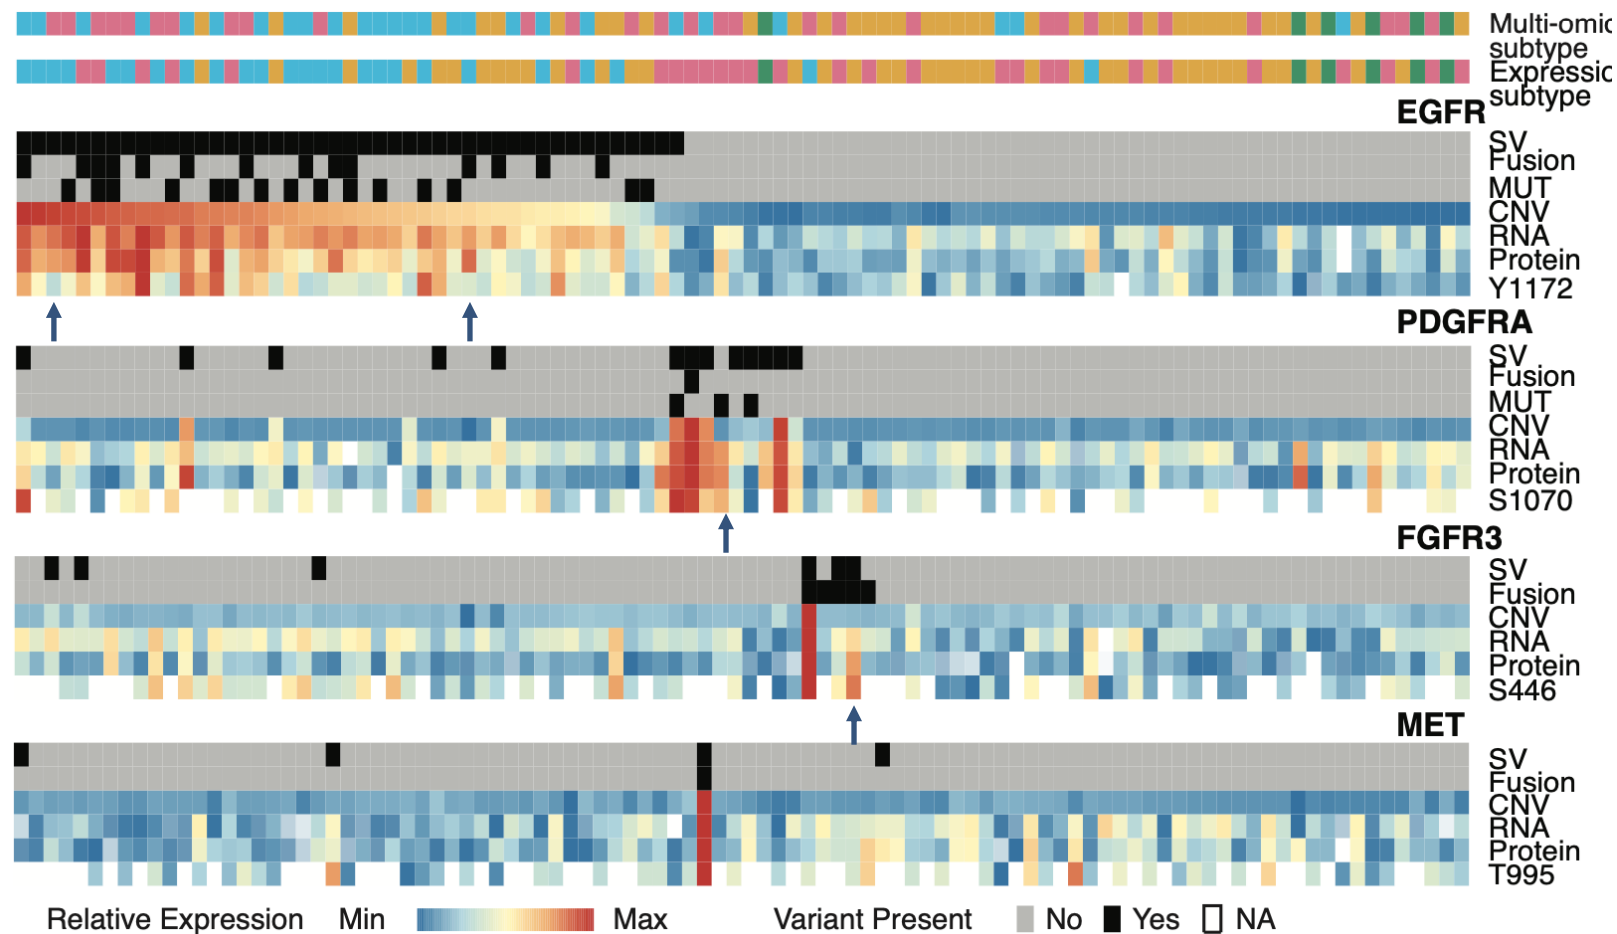 Multi-omic
subtype
Expressio
subtype
EGFR
SV
Fusion
MUT
CNV
RNA
Protein
Y1172
PDGFRA
SV
Fusion
MUT
CNV
RNA
Protein
S1070
FGFR3
SV
Fusion
CNV
RNA
Protein
S446
MET
SV
Fusion
CNV
RNA
Protein
T995
Relative Expression Min Max Variant Present No Yes NA